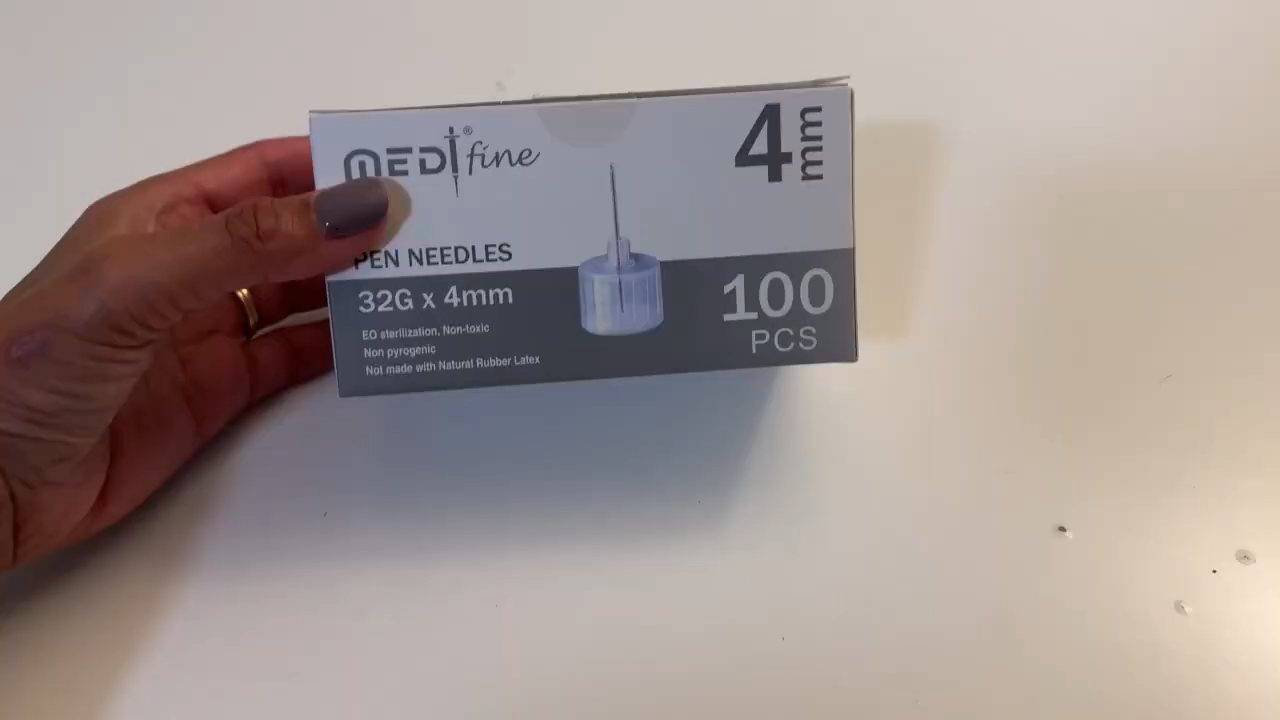 MEDIfine®
4mm
PEN NEEDLES
32G x 4mm
EO sterilization, Non-toxic
Non pyrogenic
Not made with Natural Rubber Latex
100
PCS